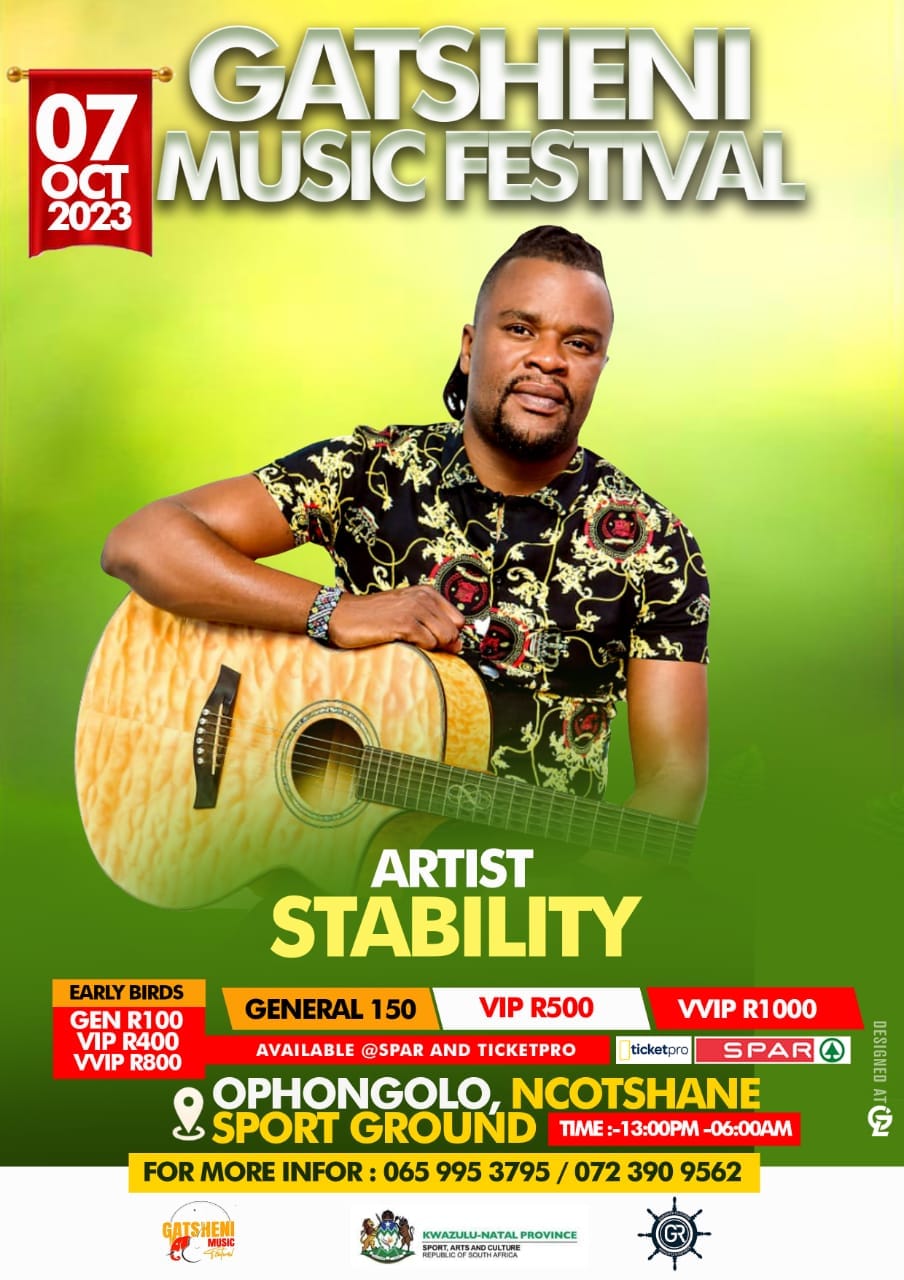 GATSHENI
MUSIC FESTIVAL
07
OCT
2023
ARTIST
STABILITY
EARLY BIRDS
GEN R100
VIP R400
VVIP R800
GENERAL 150
VIP R500
VVIP R1000
AVAILABLE @SPAR AND TICKETPRO
ticketpro
SPAR
OPHONGOLO, NCOTSHANE
SPORT GROUND
TIME :-13:00PM -06:00AM
FOR MORE INFOR : 065 995 3795 / 072 390 9562
DESIGNED AT
GATSHENI
MUSIC
Festival
KWAZULU-NATAL PROVINCE
SPORT, ARTS AND CULTURE
REPUBLIC OF SOUTH AFRICA
GR